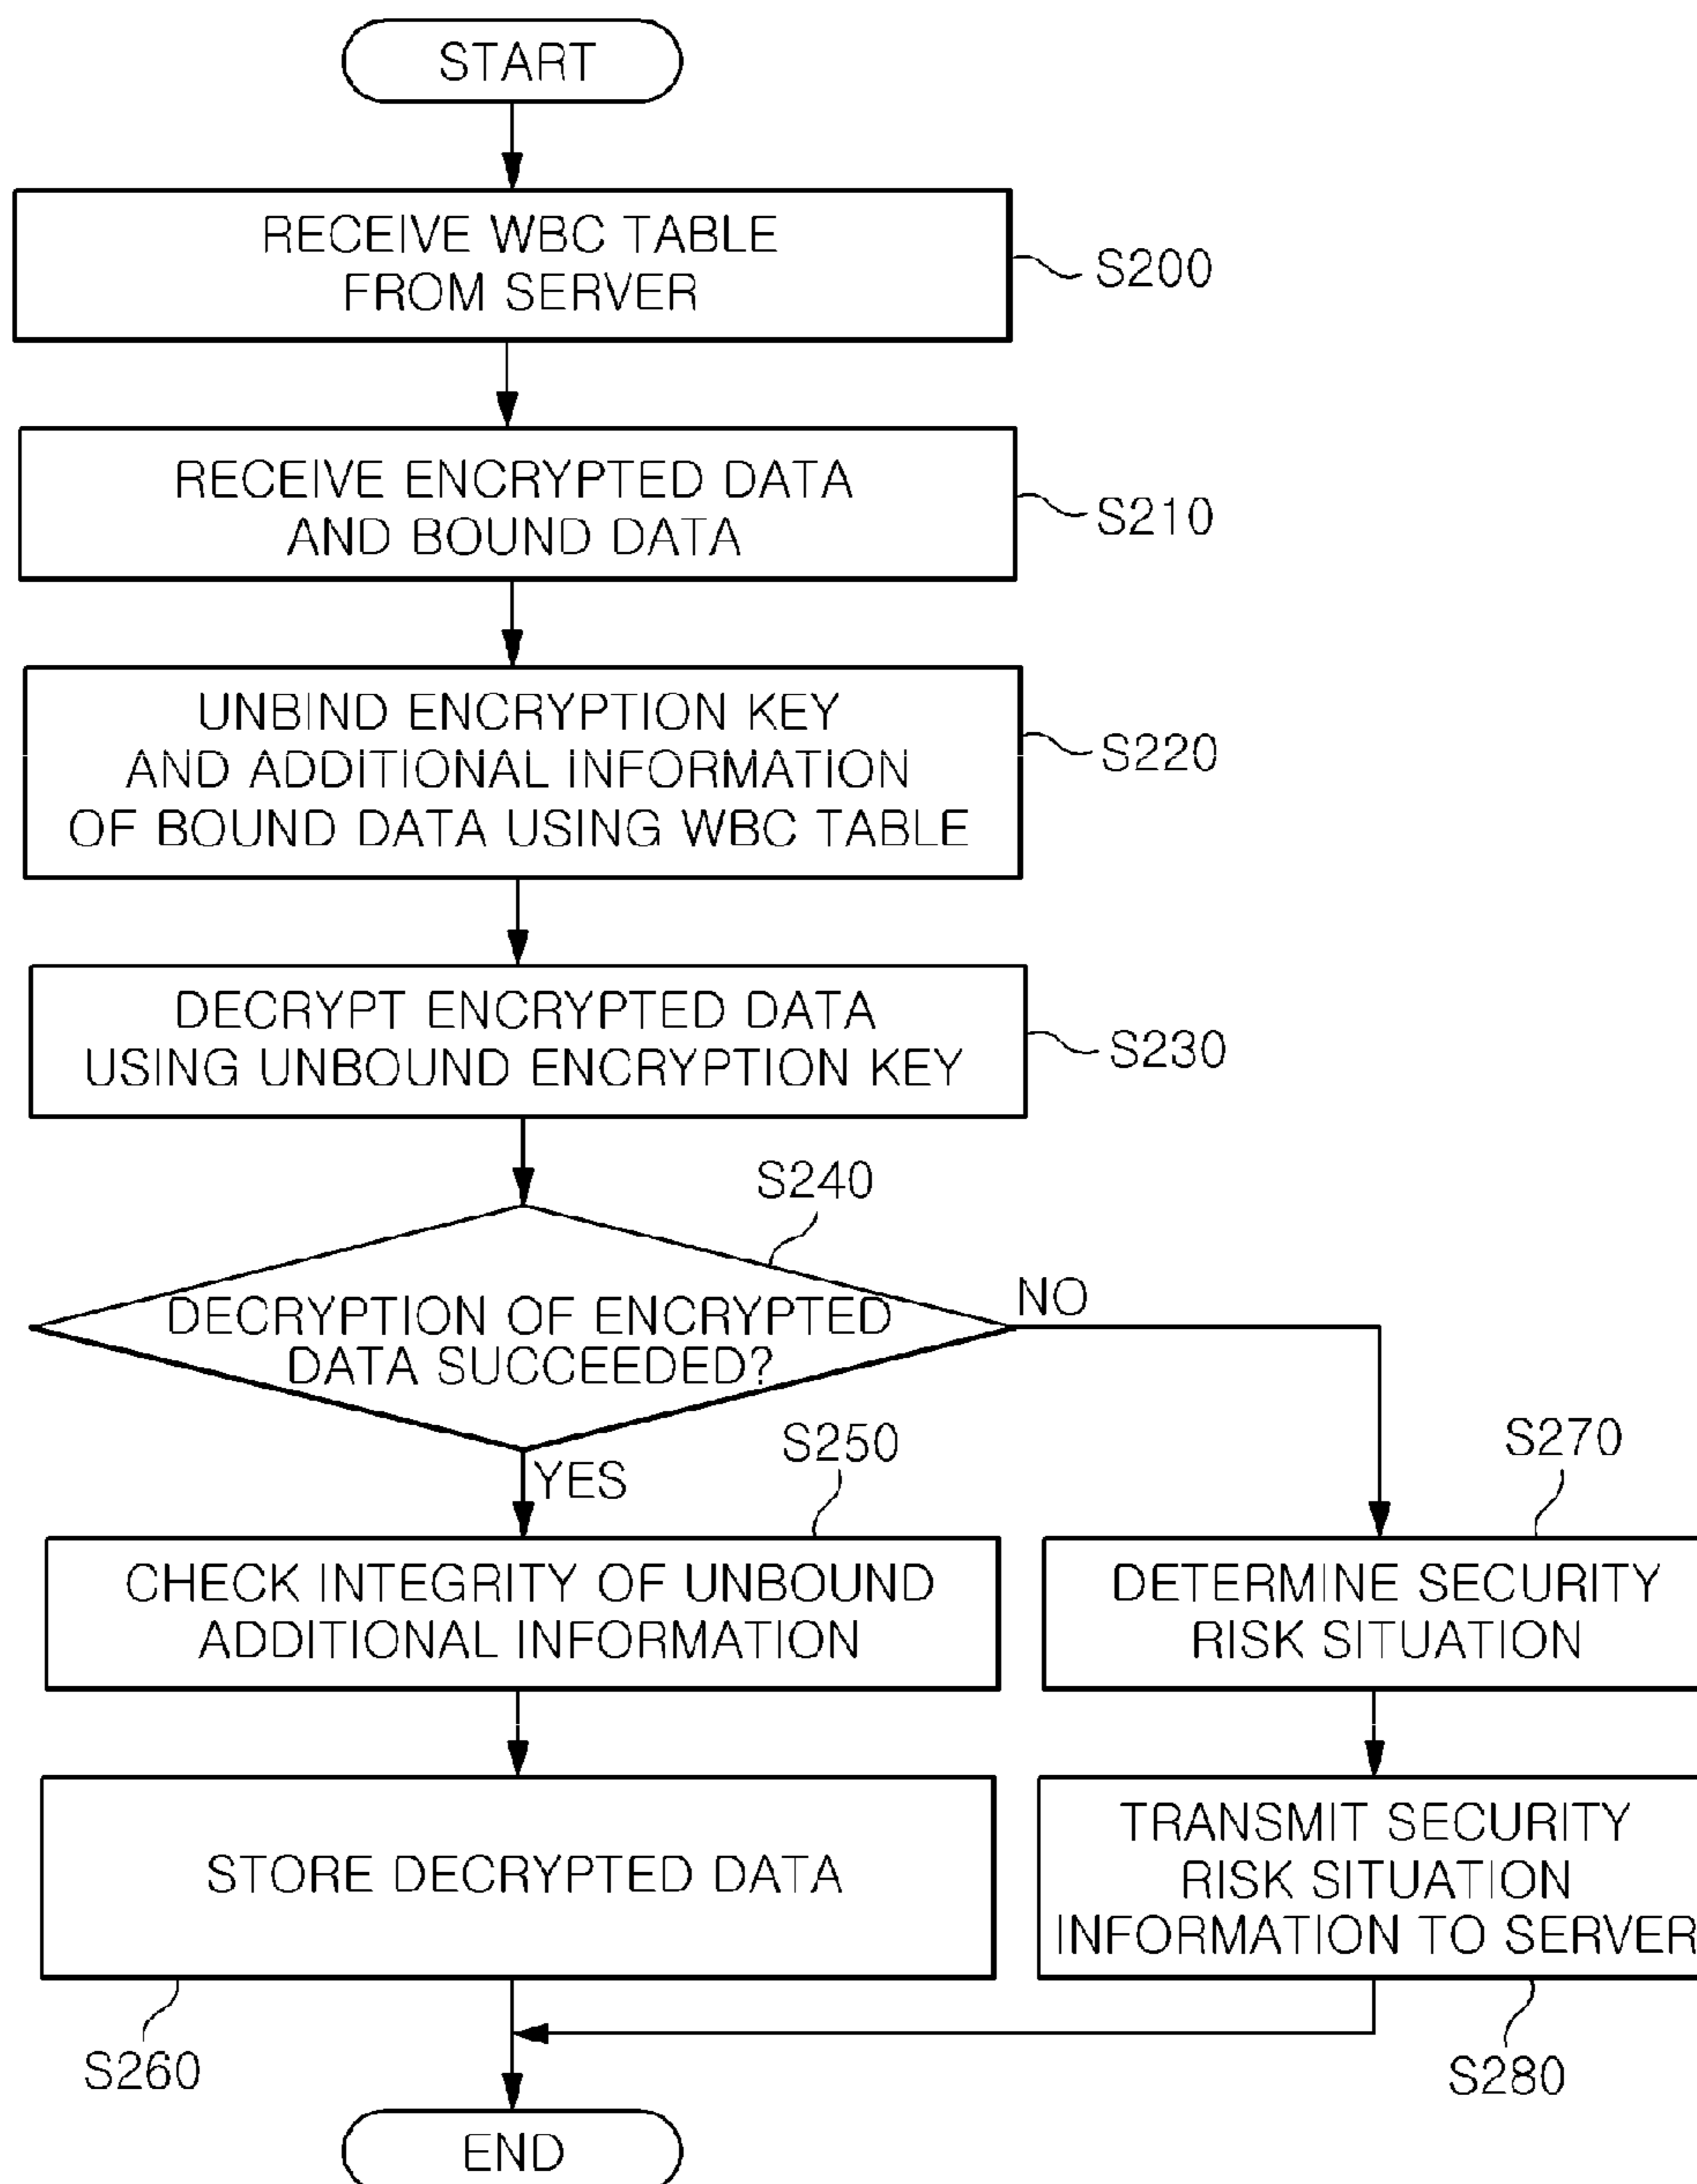 START
RECEIVE WBC TABLE
FROM SERVER
S200
RECEIVE ENCRYPTED DATA
AND BOUND DATA
S210
UNBIND ENCRYPTION KEY
AND ADDITIONAL INFORMATION
OF BOUND DATA USING WBC TABLE
S220
DECRYPT ENCRYPTED DATA
USING UNBOUND ENCRYPTION KEY
S230
S240
DECRYPTION OF ENCRYPTED
DATA SUCCEEDED?
NO
YES
S250
CHECK INTEGRITY OF UNBOUND
ADDITIONAL INFORMATION
S270
DETERMINE SECURITY
RISK SITUATION
STORE DECRYPTED DATA
S260
TRANSMIT SECURITY
RISK SITUATION
INFORMATION TO SERVER
S280
END